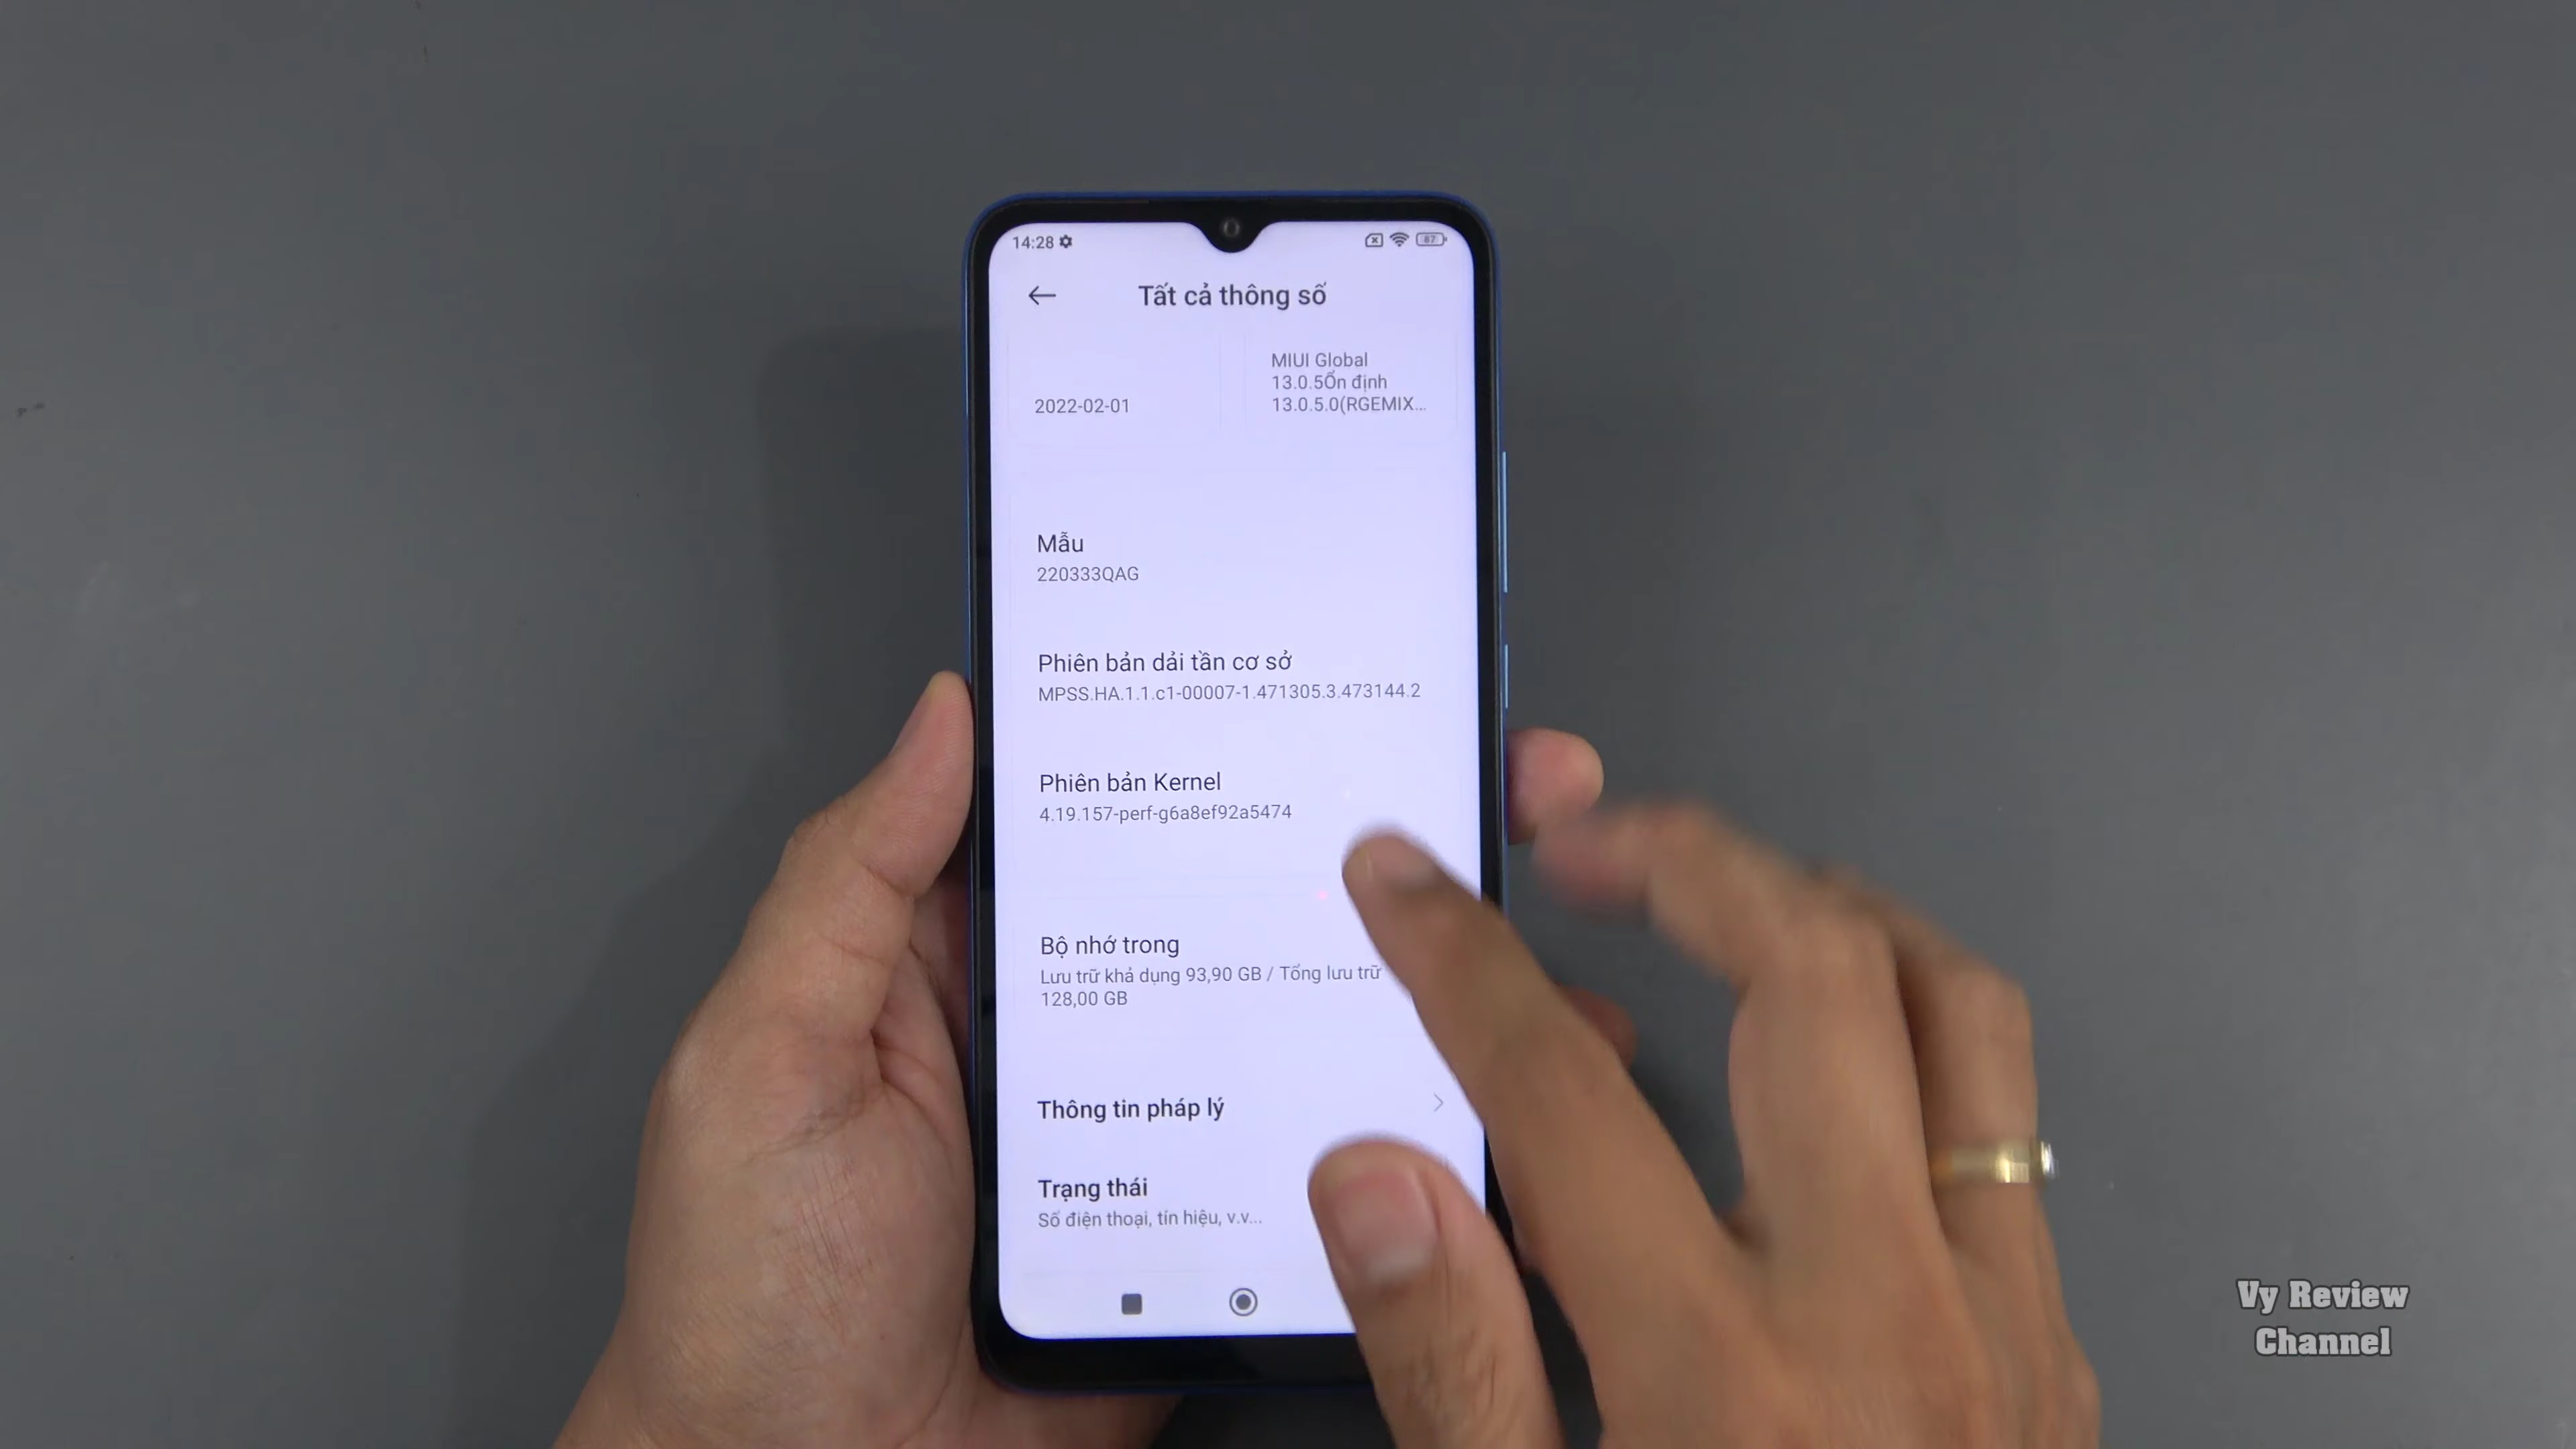 14:28
87
Tất cả thông số
MIUI Global
13.0.5Ổn định
2022-02-01
13.0.5.0(RGEMIX...
Mẫu
220333QAG
Phiên bản dải tần cơ sở
MPSS.HA.1.1.c1-00007-1.471305.3.473144.2
Phiên bản Kernel
4.19.157-perf-g6a8ef92a5474
Bộ nhớ trong
Lưu trữ khả dụng 93,90 GB / Tổng lưu trữ
128,00 GB
Thông tin pháp lý
Trạng thái
Số điện thoại, tín hiệu, v.v...
Vy Review
Channel